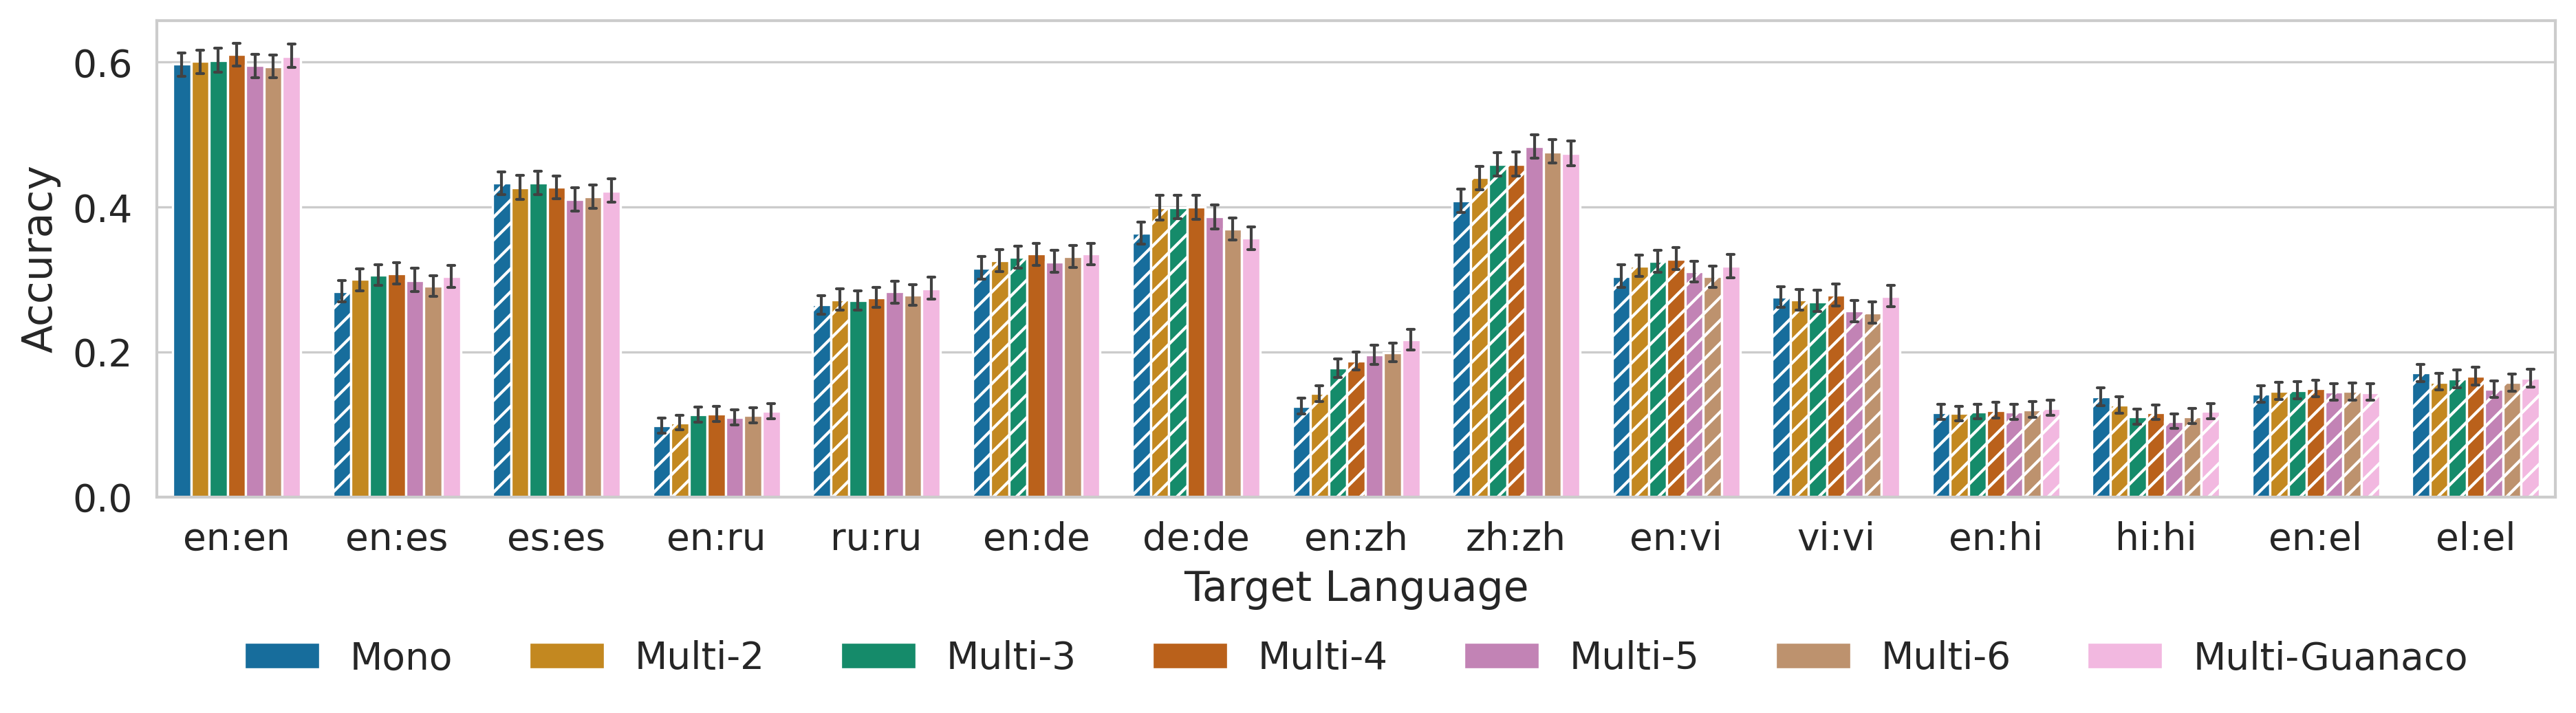 Accuracy
0.6
0.4
0.2
0.0
en:en en:es es:es en:ru ru:ru en:de de:de en:zh zh:zh en:vi vi:vi en:hi hi:hi en:el el:el
Target Language
Mono Multi-2 Multi-3 Multi-4 Multi-5 Multi-6 Multi-Guanaco